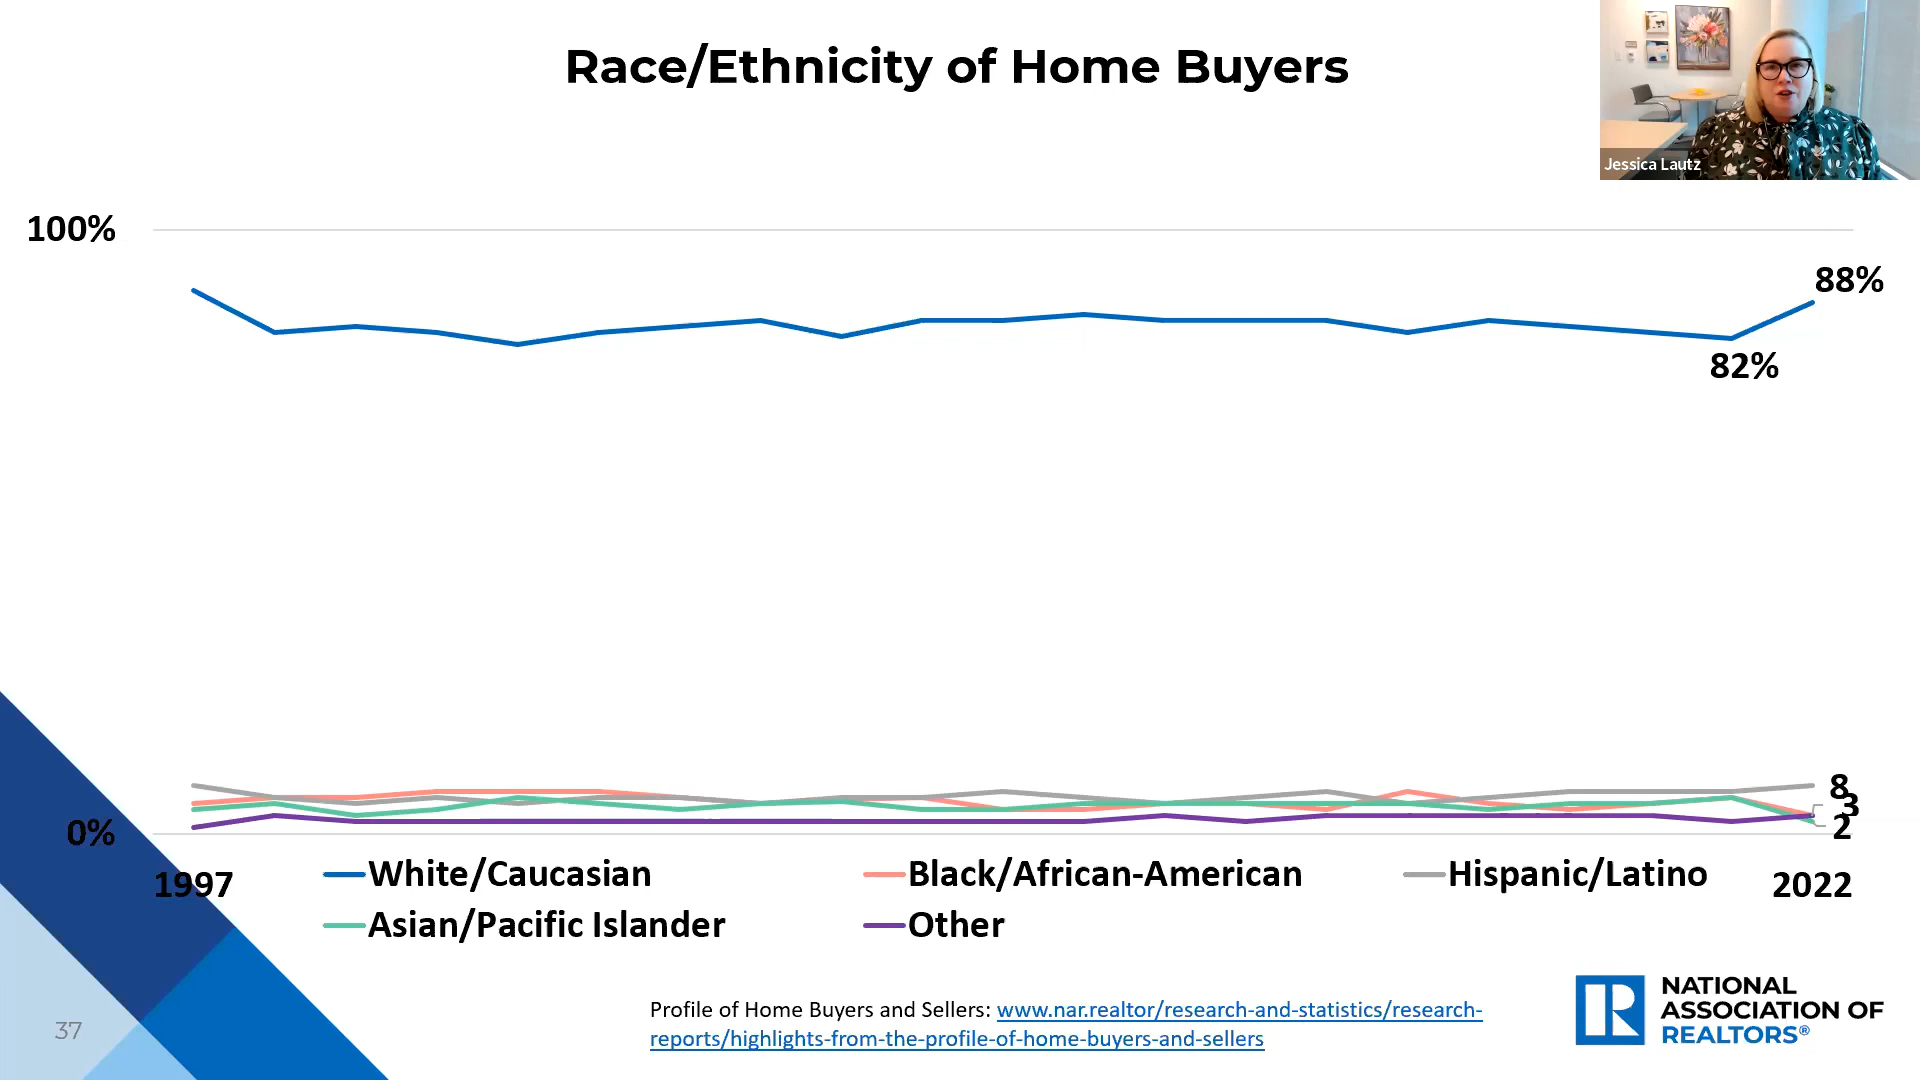 Race/Ethnicity of Home Buyers
Jessica Lautz
100%
88%
82%
8
3
2
0%
1997
2022
White/Caucasian
Black/African-American
Hispanic/Latino
Asian/Pacific Islander
Other
Profile of Home Buyers and Sellers: www.nar.realtor/research-and-statistics/research-
reports/highlights-from-the-profile-of-home-buyers-and-sellers
37
NATIONAL
ASSOCIATION OF
REALTORS®